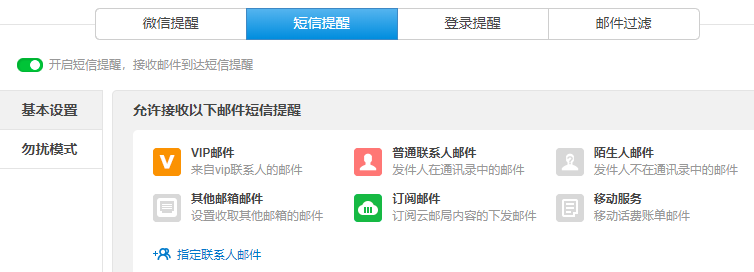 微信提醒 短信提醒 登录提醒 邮件过滤
开启短信提醒，接收邮件到达短信提醒
基本设置
勿扰模式
允许接收以下邮件短信提醒
VIP邮件
来自vip联系人的邮件
普通联系人邮件
发件人在通讯录中的邮件
陌生人邮件
发件人不在通讯录中的邮件
其他邮箱邮件
设置收取其他邮箱的邮件
订阅邮件
订阅云邮局内容的下发邮件
移动服务
移动话费账单邮件
指定联系人邮件